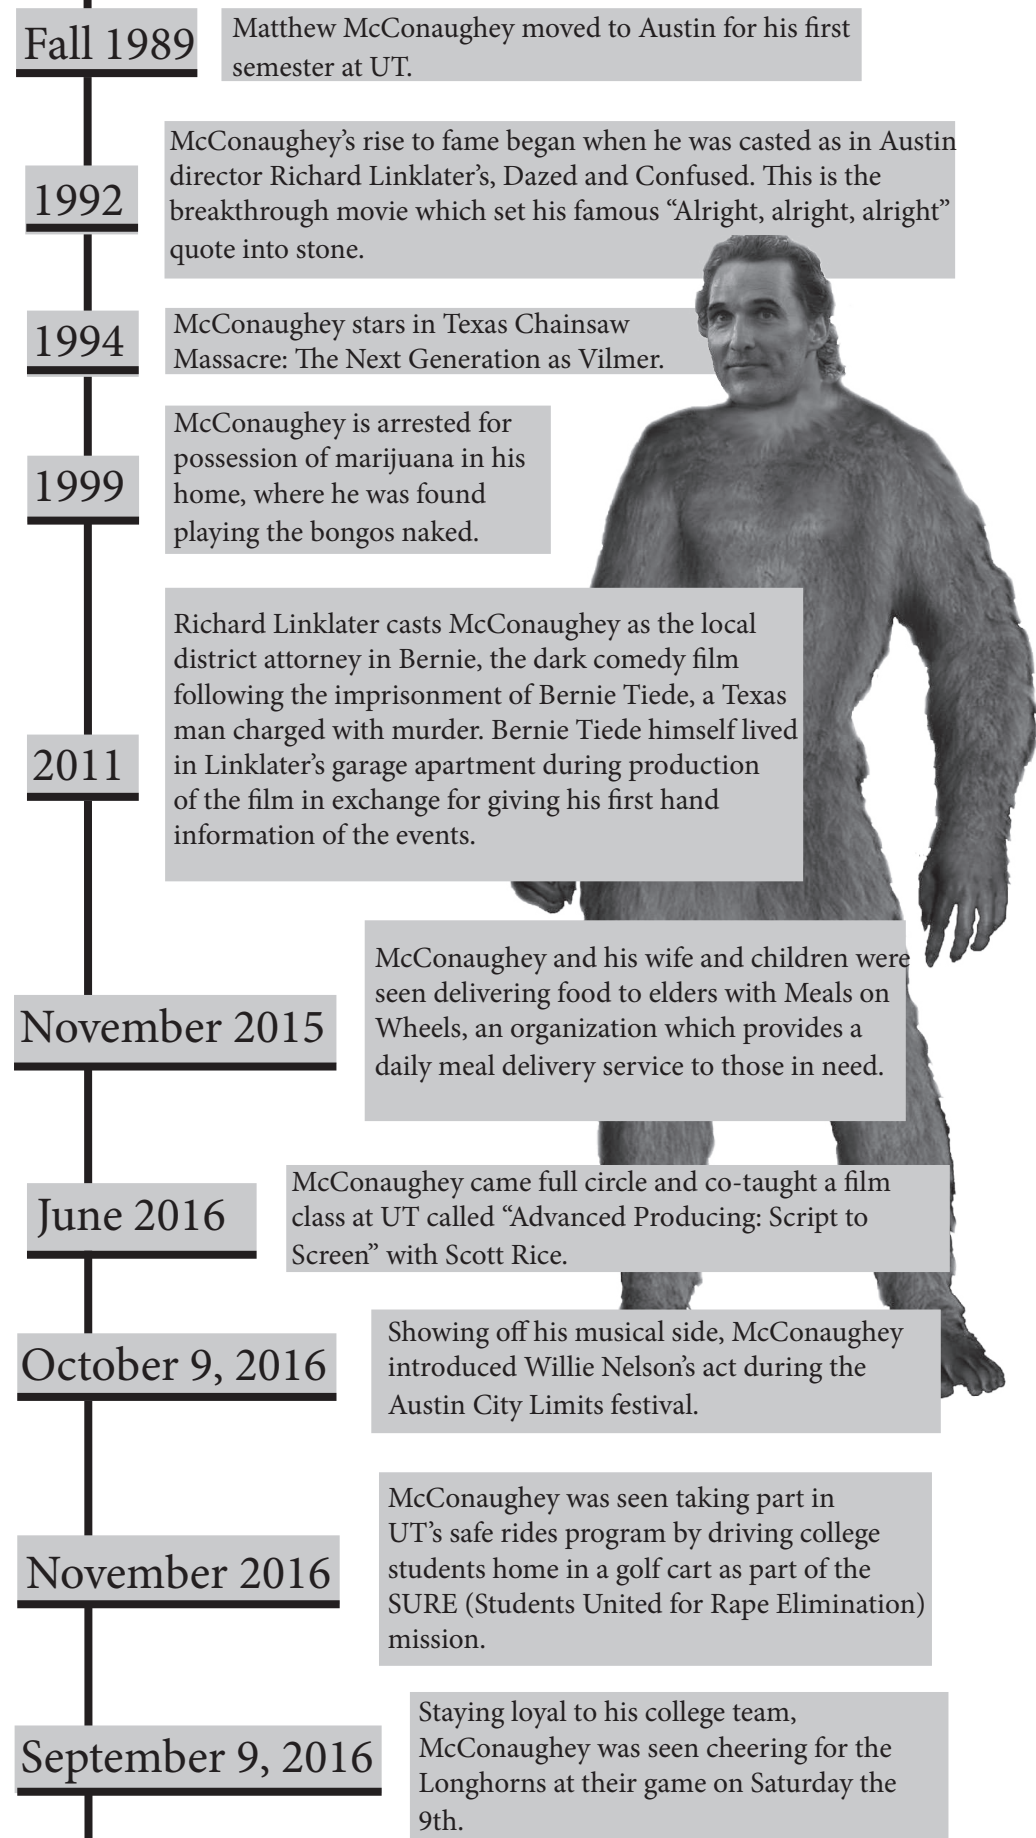 Fall 1989
Matthew McConaughey moved to Austin for his first
semester at UT.
1992
McConaughey’s rise to fame began when he was casted as in Austin
director Richard Linklater’s, Dazed and Confused. This is the
breakthrough movie which set his famous “Alright, alright, alright”
quote into stone.
1994
McConaughey stars in Texas Chainsaw
Massacre: The Next Generation as Vilmer.
1999
McConaughey is arrested for
possession of marijuana in his
home, where he was found
playing the bongos naked.
2011
Richard Linklater casts McConaughey as the local
district attorney in Bernie, the dark comedy film
following the imprisonment of Bernie Tiede, a Texas
man charged with murder. Bernie Tiede himself lived
in Linklater’s garage apartment during production
of the film in exchange for giving his first hand
information of the events.
November 2015
McConaughey and his wife and children were
seen delivering food to elders with Meals on
Wheels, an organization which provides a
daily meal delivery service to those in need.
June 2016
McConaughey came full circle and co-taught a film
class at UT called “Advanced Producing: Script to
Screen” with Scott Rice.
October 9, 2016
Showing off his musical side, McConaughey
introduced Willie Nelson’s act during the
Austin City Limits festival.
November 2016
McConaughey was seen taking part in
UT’s safe rides program by driving college
students home in a golf cart as part of the
SURE (Students United for Rape Elimination)
mission.
September 9, 2016
Staying loyal to his college team,
McConaughey was seen cheering for the
Longhorns at their game on Saturday the
9th.